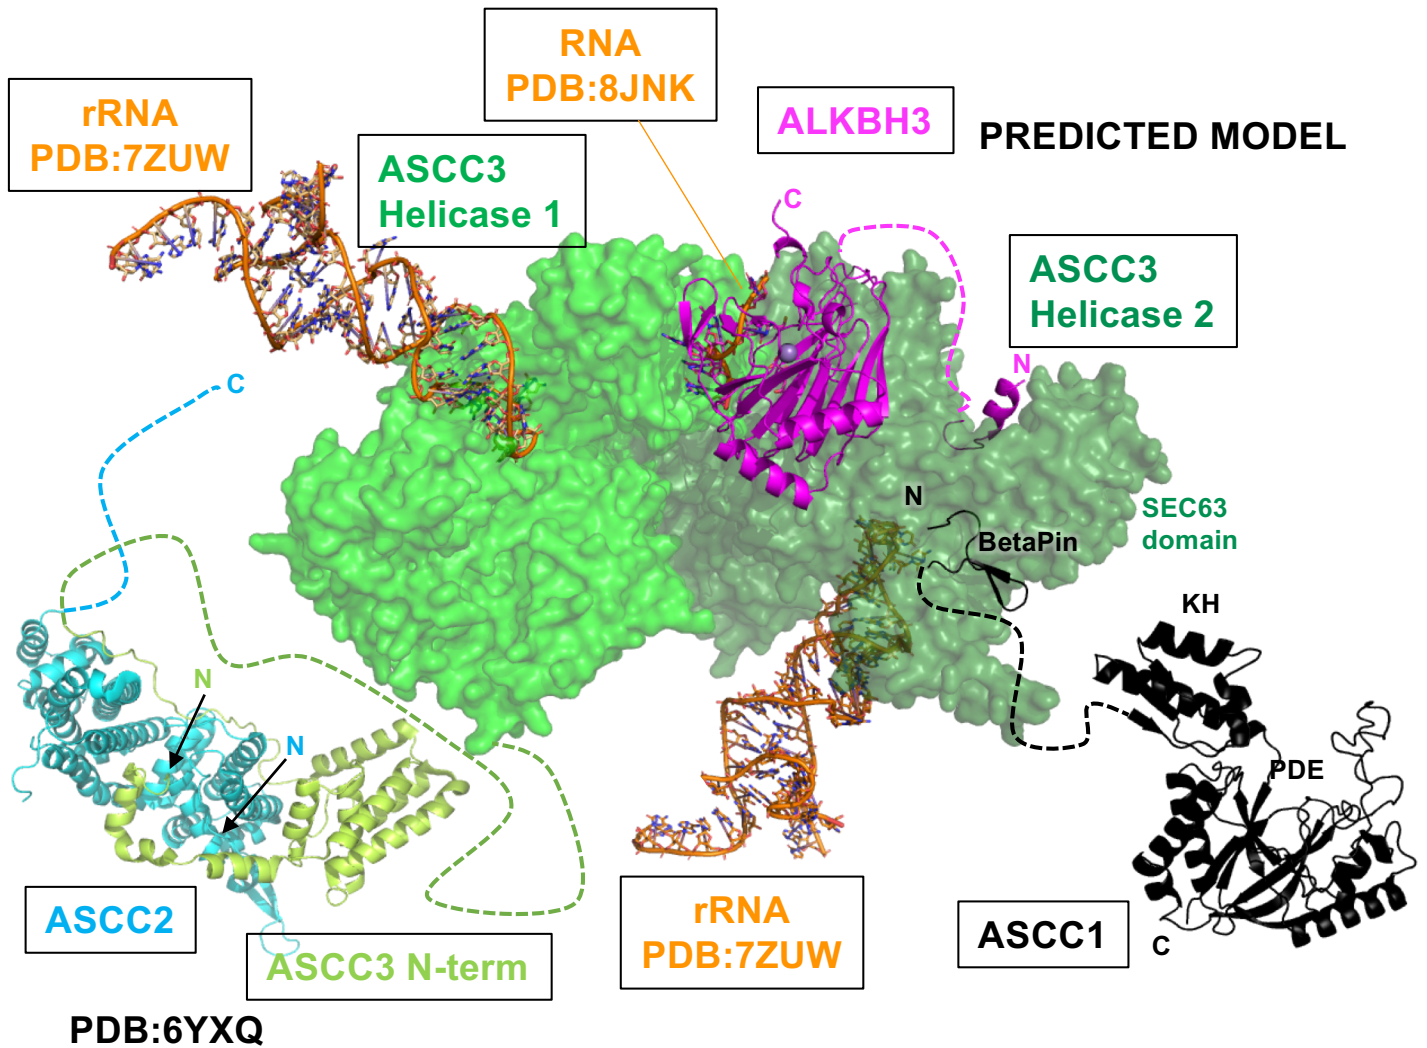 RNA
PDB:8JNK
rRNA
PDB:7ZUW
ALKBH3
PREDICTED MODEL
ASCC3
Helicase 1
C
ASCC3
Helicase 2
N
C
N
SEC63
domain
BetaPin
KH
N
N
PDE
ASCC2
rRNA
PDB:7ZUW
ASCC1
C
ASCC3 N-term
PDB:6YXQ